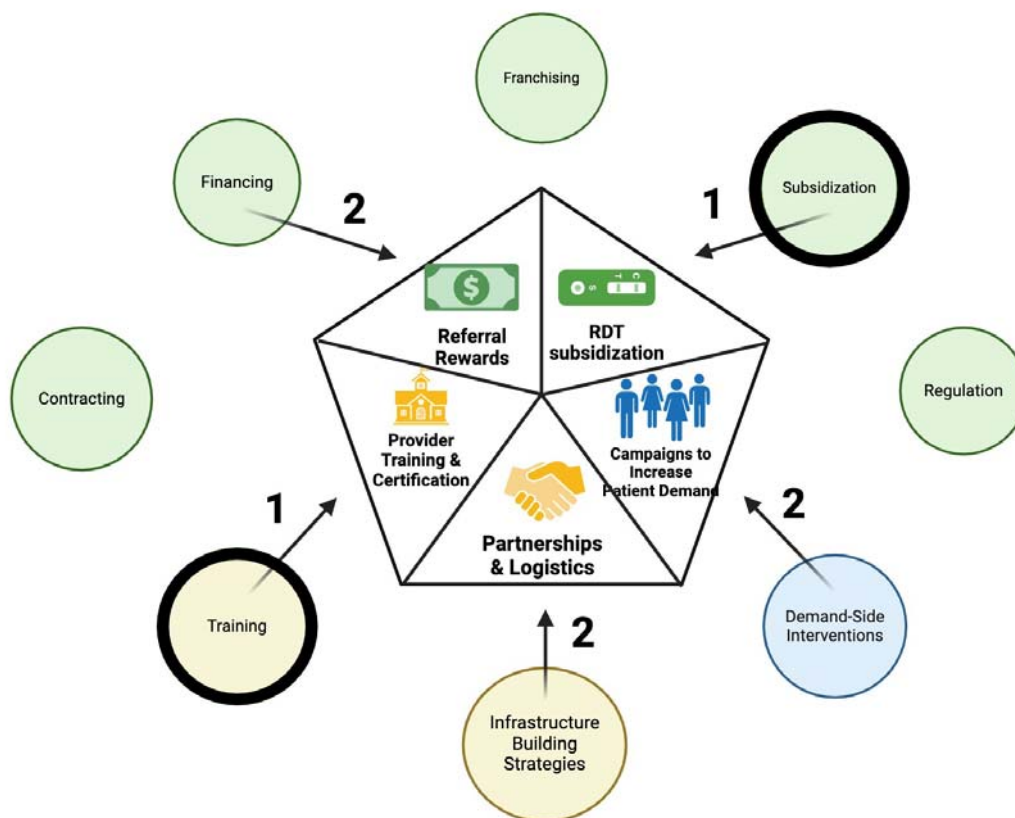 Franchising
Financing
2
1
Subsidization
$
C
T
S
Referral
Rewards
RDT
subsidization
Contracting
Regulation
Provider
Training &
Certification
Campaigns to
Increase
Patient Demand
1
2
Partnerships
& Logistics
Training
2
Demand-Side
Interventions
Infrastructure
Building
Strategies